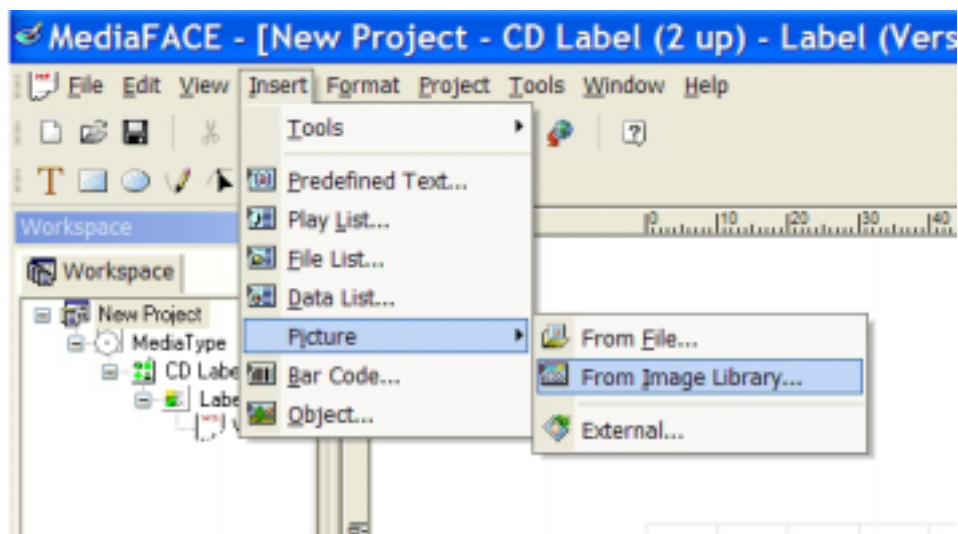 MediaFACE - [New Project - CD Label (2 up) - Label (Vers
File Edit View Insert Format Project Tools Window Help
Tools
T
Predefined Text...
Workspace
Play List...
0 10 20 30 40
Workspace
File List...
New Project
Data List...
MediaType
Picture
From File...
CD Labe
Bar Code...
From Image Library...
Labe
Object...
External...